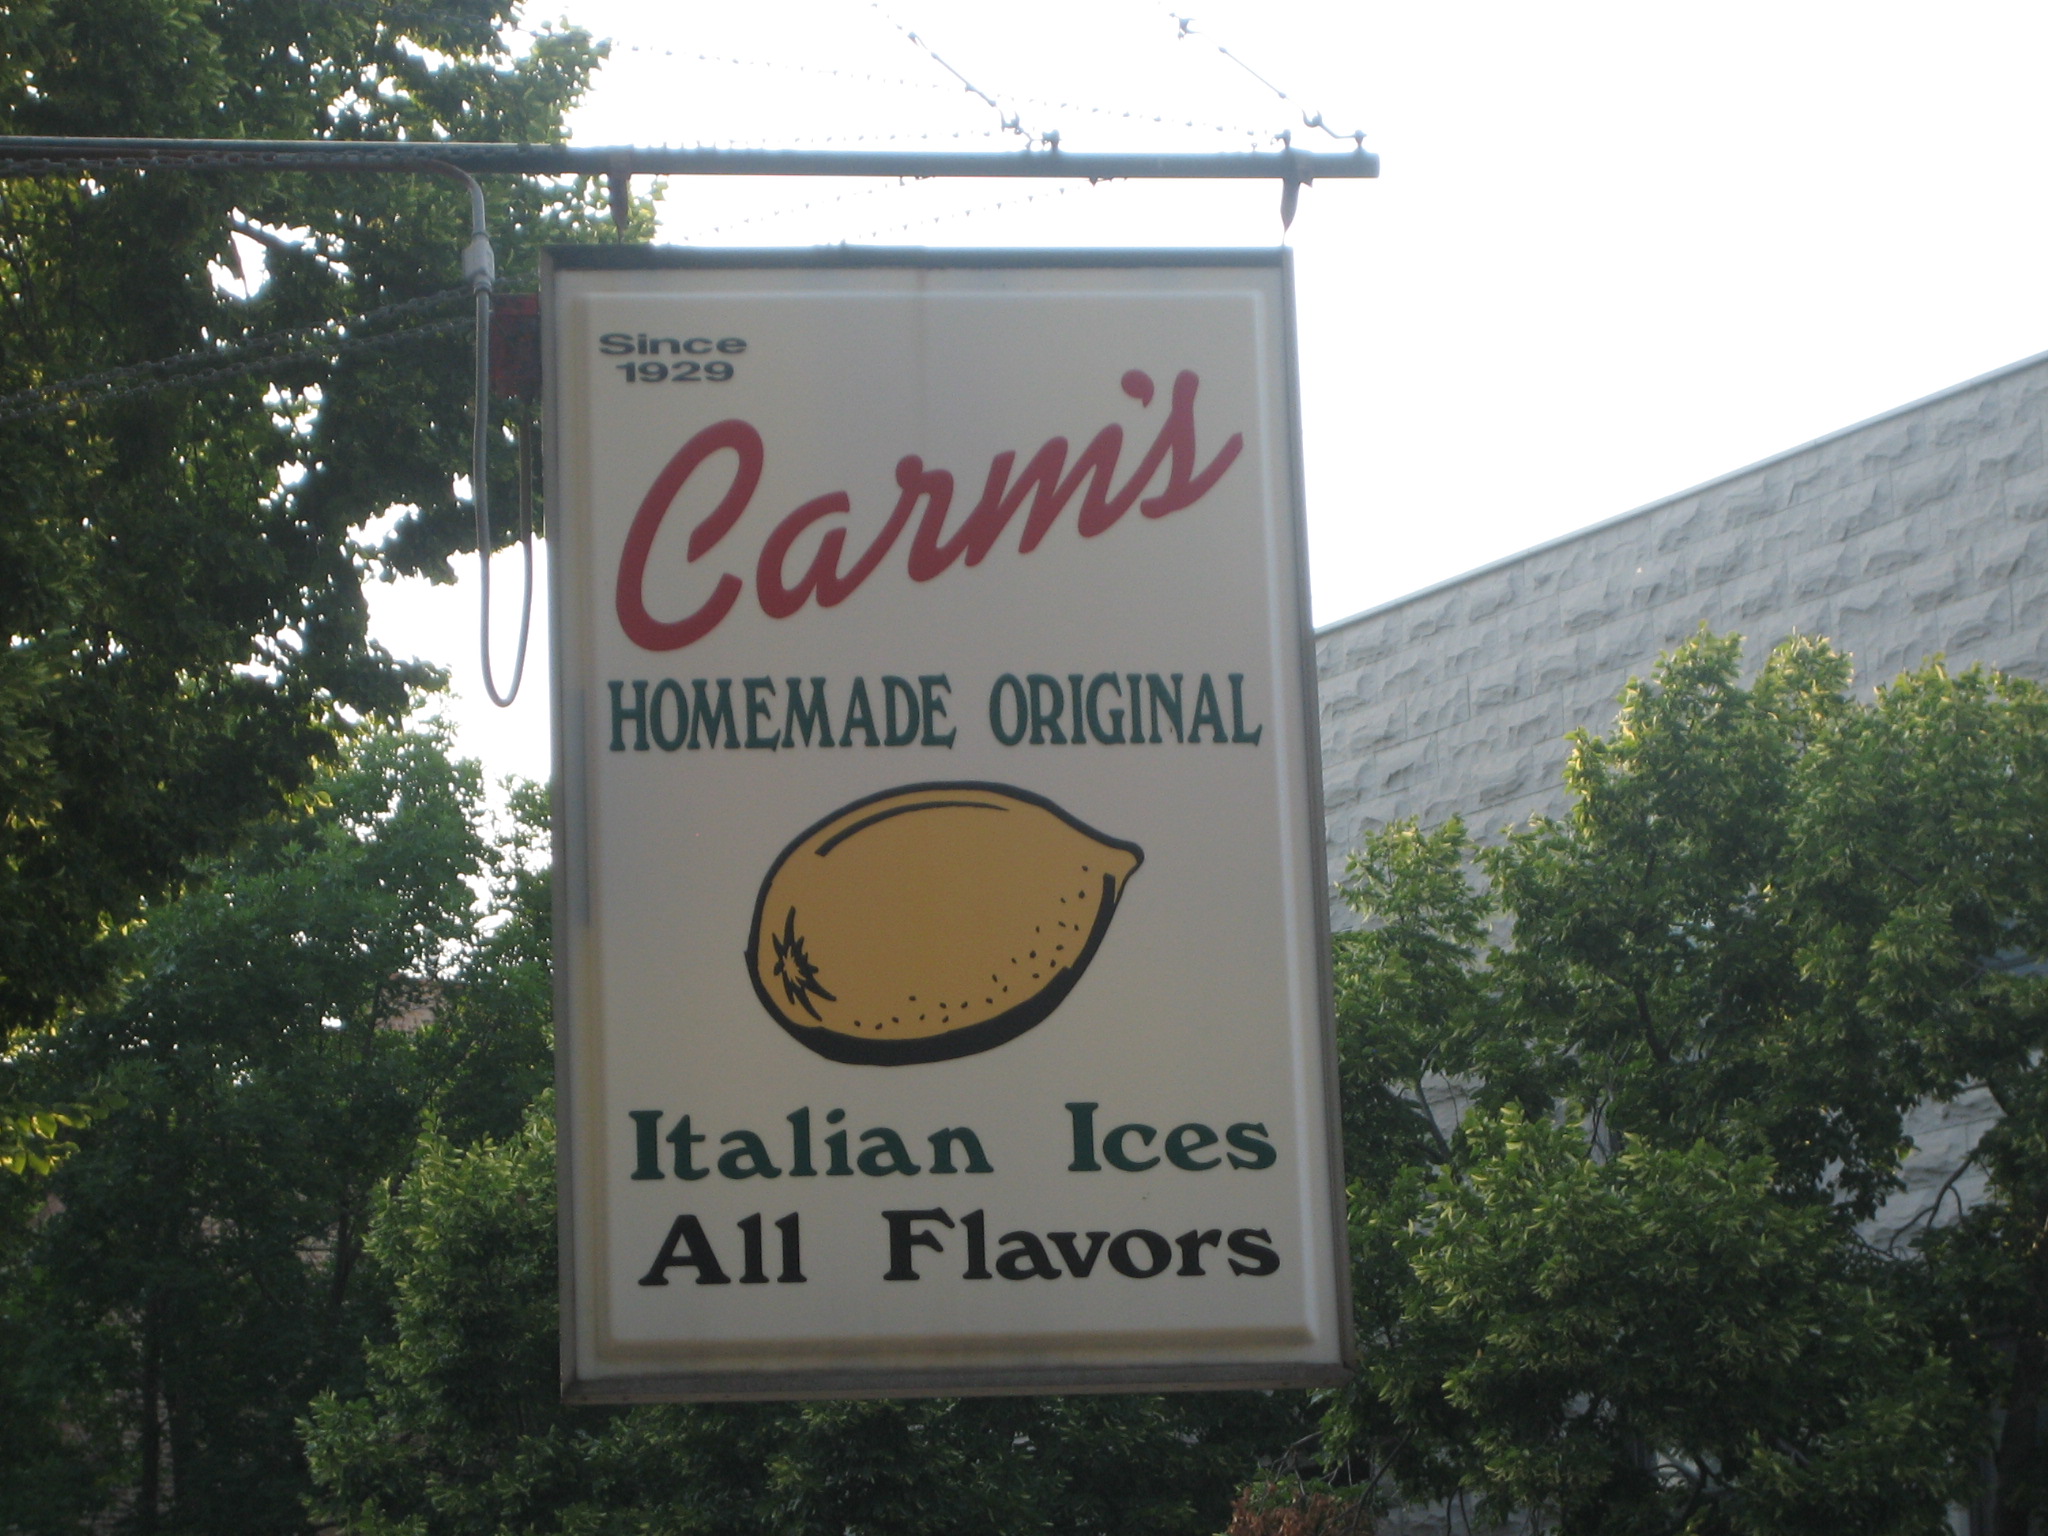 Since
1929
Carm's
HOMEMADE ORIGINAL
Italian Ices
All Flavors